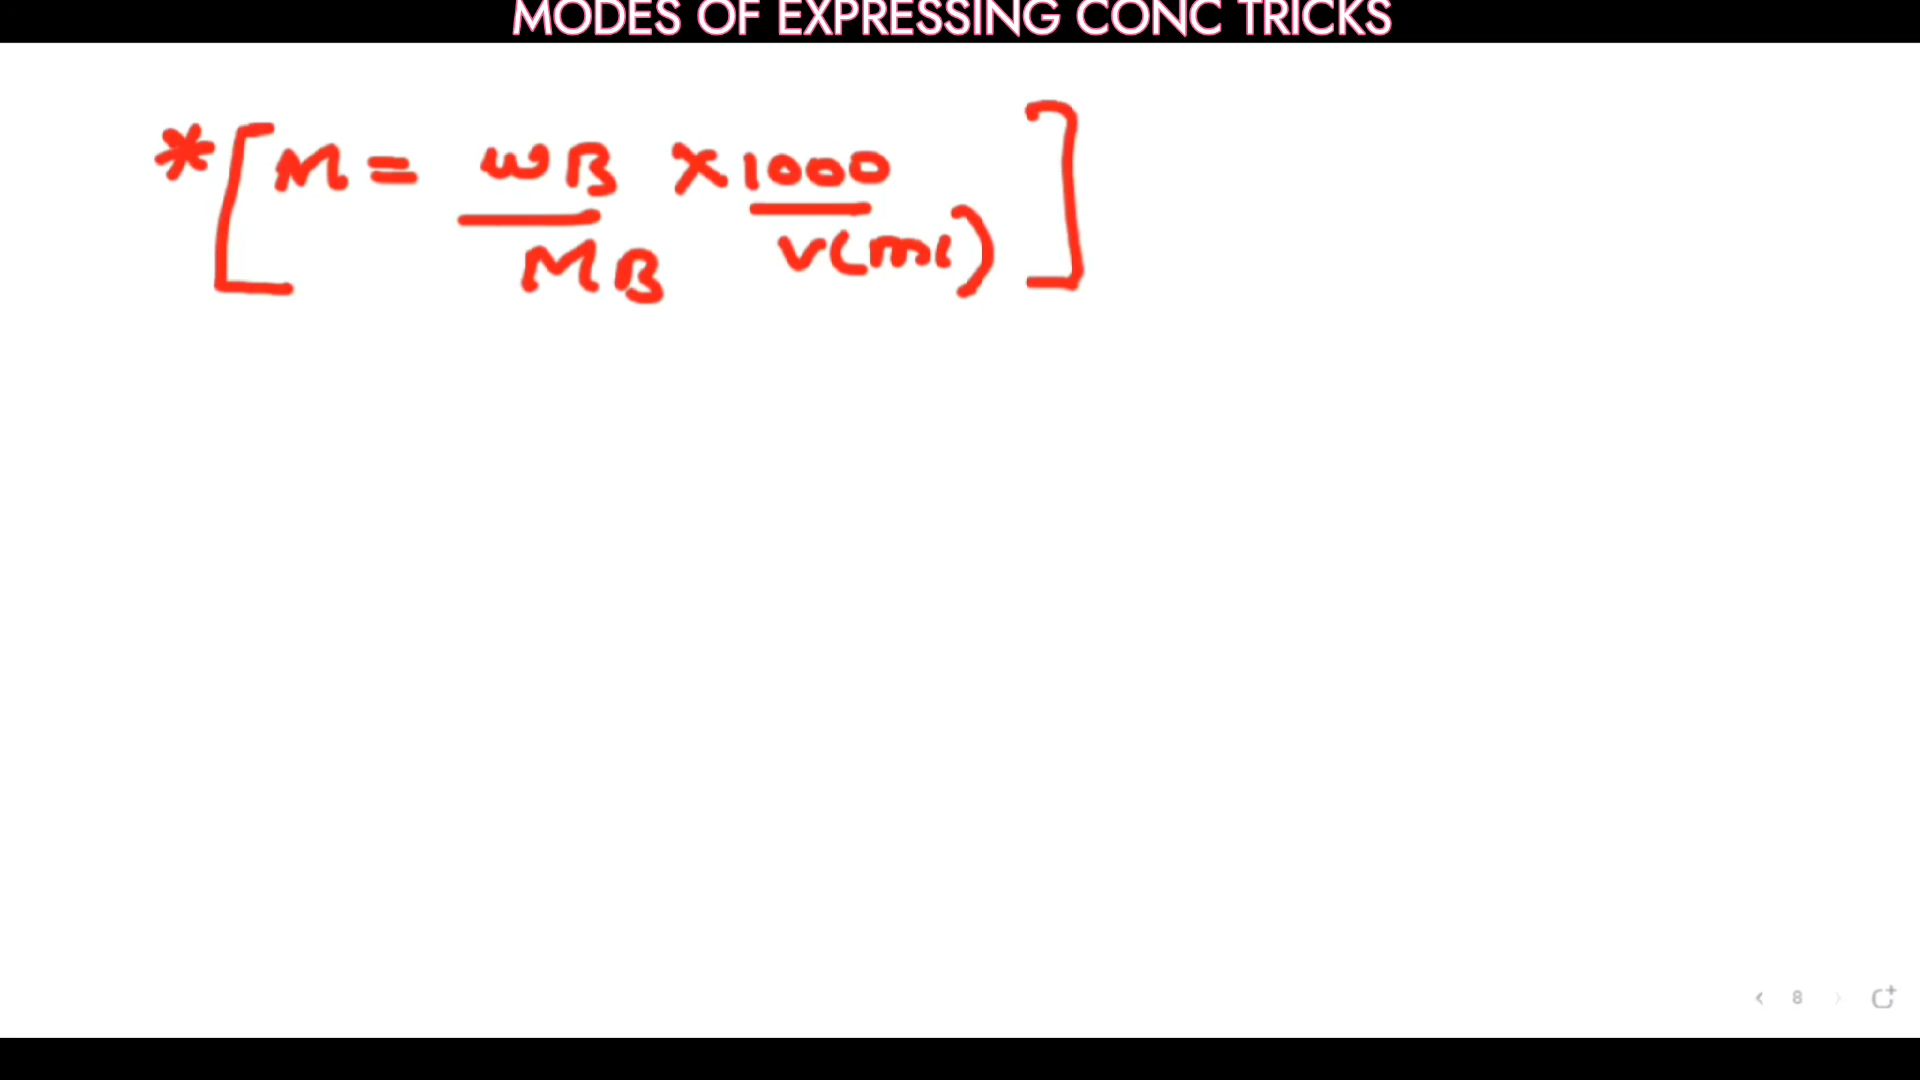 MODES OF EXPRESSING CONC TRICKS
*[M = wB/MB × 1000/v(ml)]
8